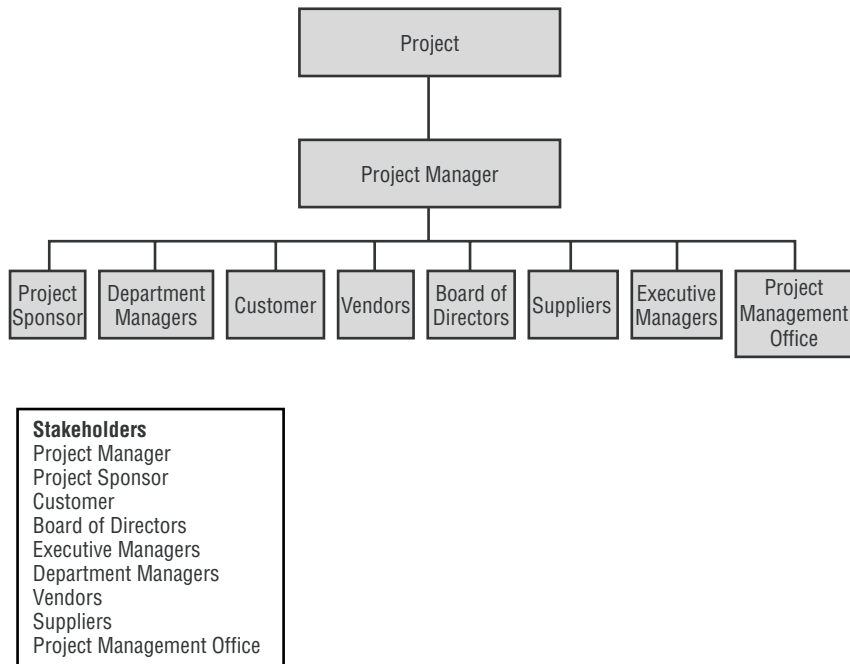 Project
Project Manager
Project
Sponsor
Department
Managers
Customer
Vendors
Board of
Directors
Suppliers
Executive
Managers
Project
Management
Office
Stakeholders
Project Manager
Project Sponsor
Customer
Board of Directors
Executive Managers
Department Managers
Vendors
Suppliers
Project Management Office